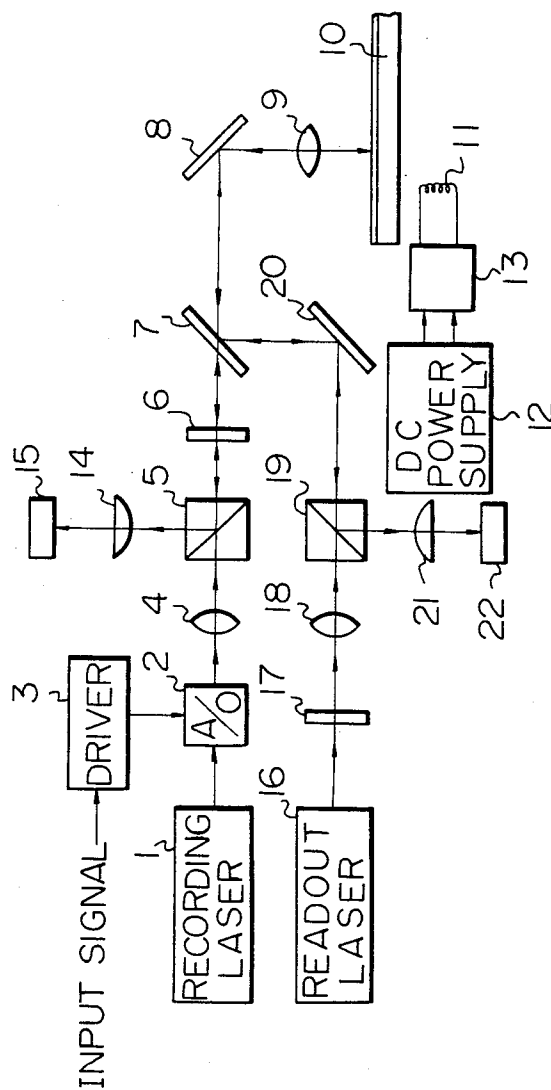 INPUT SIGNAL
3
DRIVER
1
RECORDING
LASER
2
A/O
4
5
14
15
6
7
8
9
10
16
READOUT
LASER
17
18
19
20
21
22
DC
POWER
SUPPLY
12
13
11